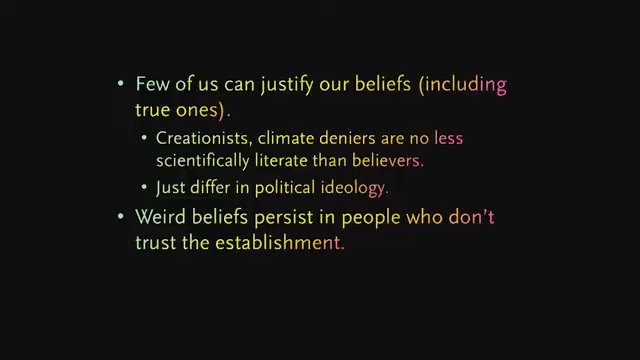 • Few of us can justify our beliefs (including
true ones).
• Creationists, climate deniers are no less
scientifically literate than believers.
• Just differ in political ideology.
• Weird beliefs persist in people who don’t
trust the establishment.